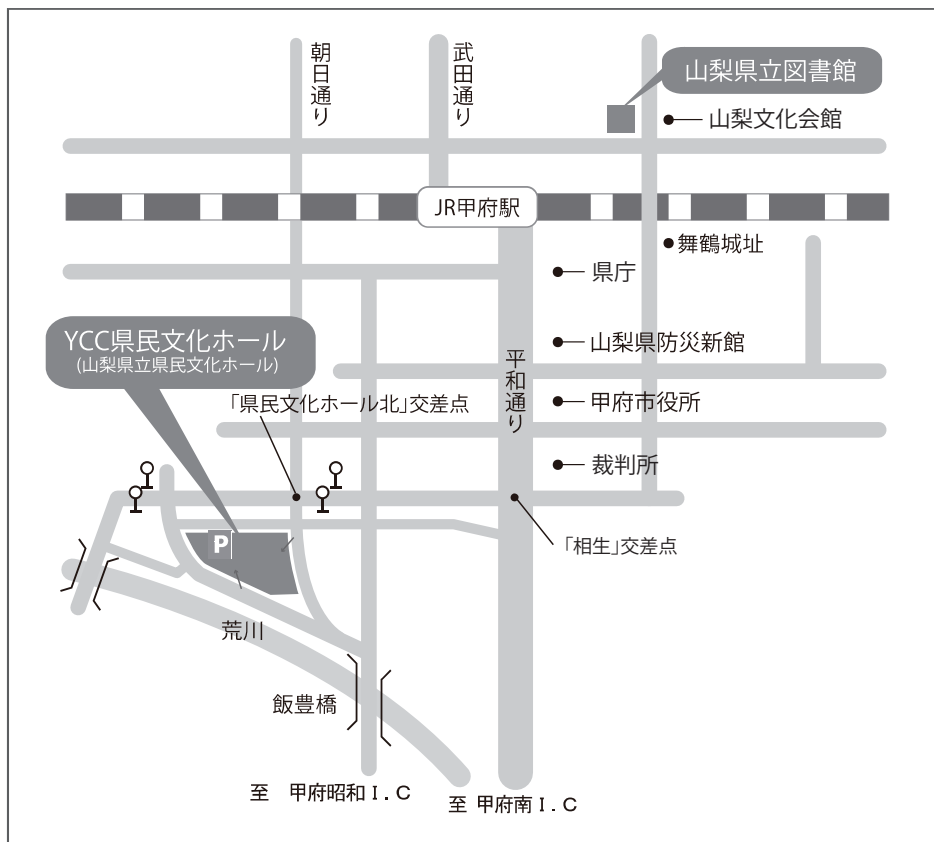 朝日通り
武田通り
山梨県立図書館
山梨文化会館
JR甲府駅
舞鶴城址
県庁
YCC県民文化ホール
(山梨県立県民文化ホール)
山梨県防災新館
平和通り
「県民文化ホール北」交差点
甲府市役所
裁判所
P
「相生」交差点
荒川
飯豊橋
至 甲府昭和I.C
至 甲府南I.C